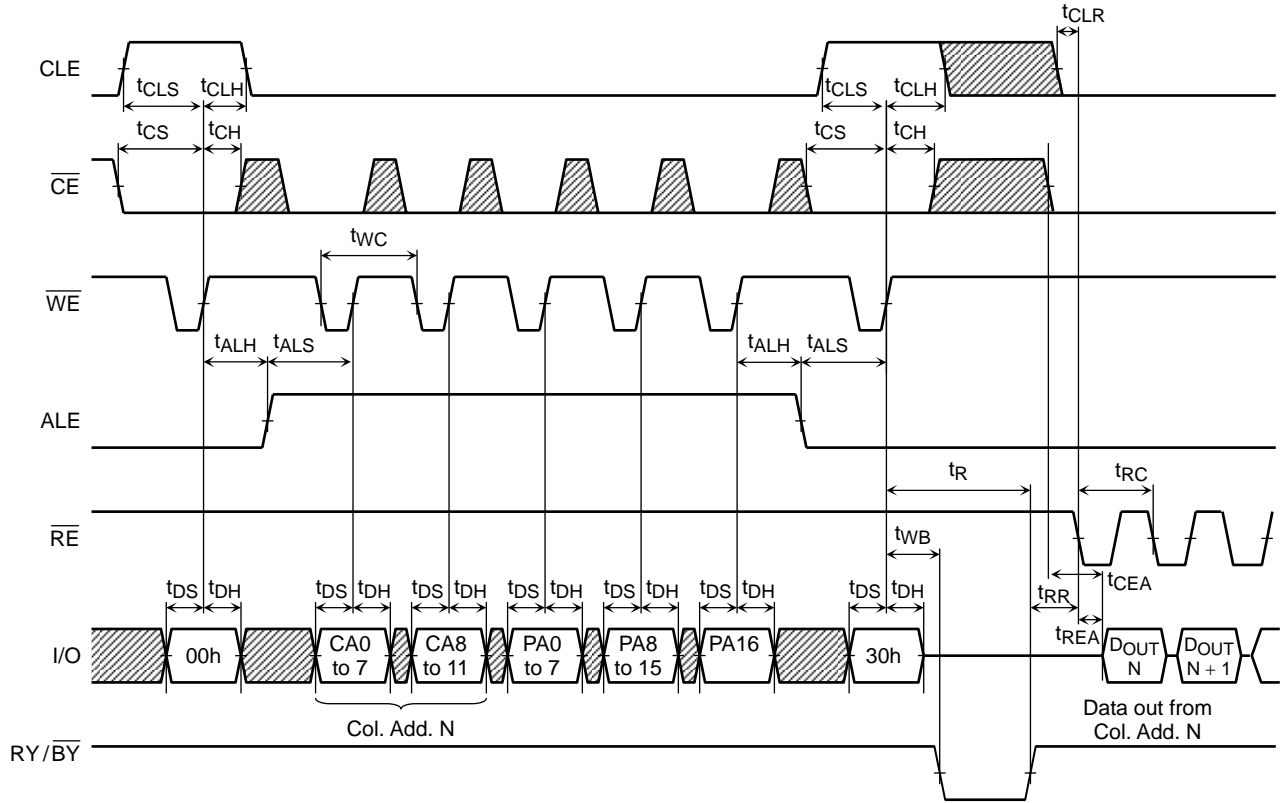 tCLR
CLE
tCLS tCLH tCLS tCLH
tCS tCH tCS tCH
CE
tWC
WE
tALH tALS tALH tALS
ALE
tR tRC
RE
tWB
tDS tDH tDS tDH tDS tDH tDS tDH tDS tDH tDS tDH tDS tDH
tCEA
tRR
tREA
I/O 00h CA0 to 7 CA8 to 11 PA0 to 7 PA8 to 15 PA16 30h DOUT N DOUT N + 1
Col. Add. N
Data out from
Col. Add. N
RY/BY